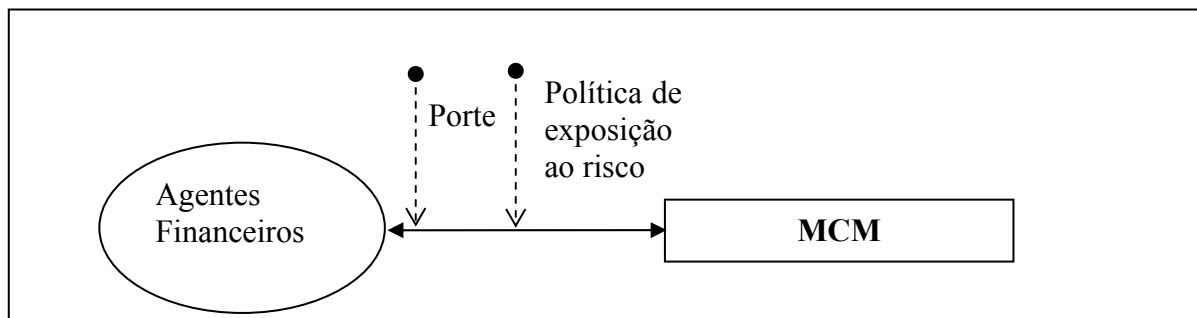 Porte
Política de
exposição
ao risco
Agentes
Financeiros
MCM